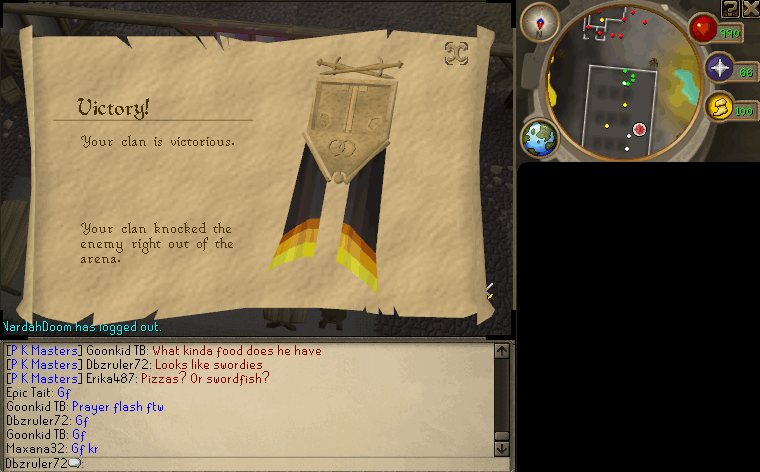 Victory!
Your clan is victorious.
Your clan knocked the
enemy right out of the
arena.
VardahDoom has logged out.
[P K Masters] Goonkid TB: What kinda food does he have
[P K Masters] Dbzruler72: Looks like swordies
[P K Masters] Erika487: Pizzas? Or swordfish?
Epic Tait: Gf
Goonkid TB: Prayer flash ftw
Dbzruler72: Gf
Goonkid TB: Gf
Maxana32: Gf kr
Dbzruler72:
?
990
66
100